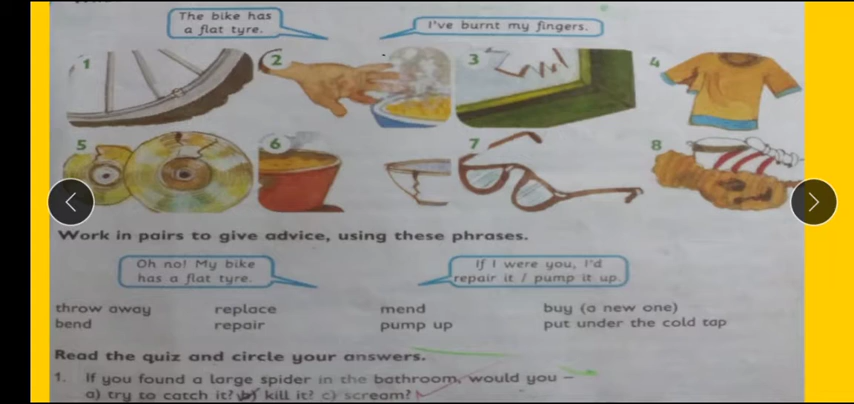 The bike has
a flat tyre.
I've burnt my fingers.
1
2
3
4
5
6
7
8
Work in pairs to give advice, using these phrases.
Oh no! My bike
has a flat tyre.
If I were you, I'd
repair it / pump it up.
throw away replace mend buy (a new one)
bend repair pump up put under the cold tap
Read the quiz and circle your answers.
1. If you found a large spider in the bathroom, would you –
a) try to catch it? b) kill it? c) scream?